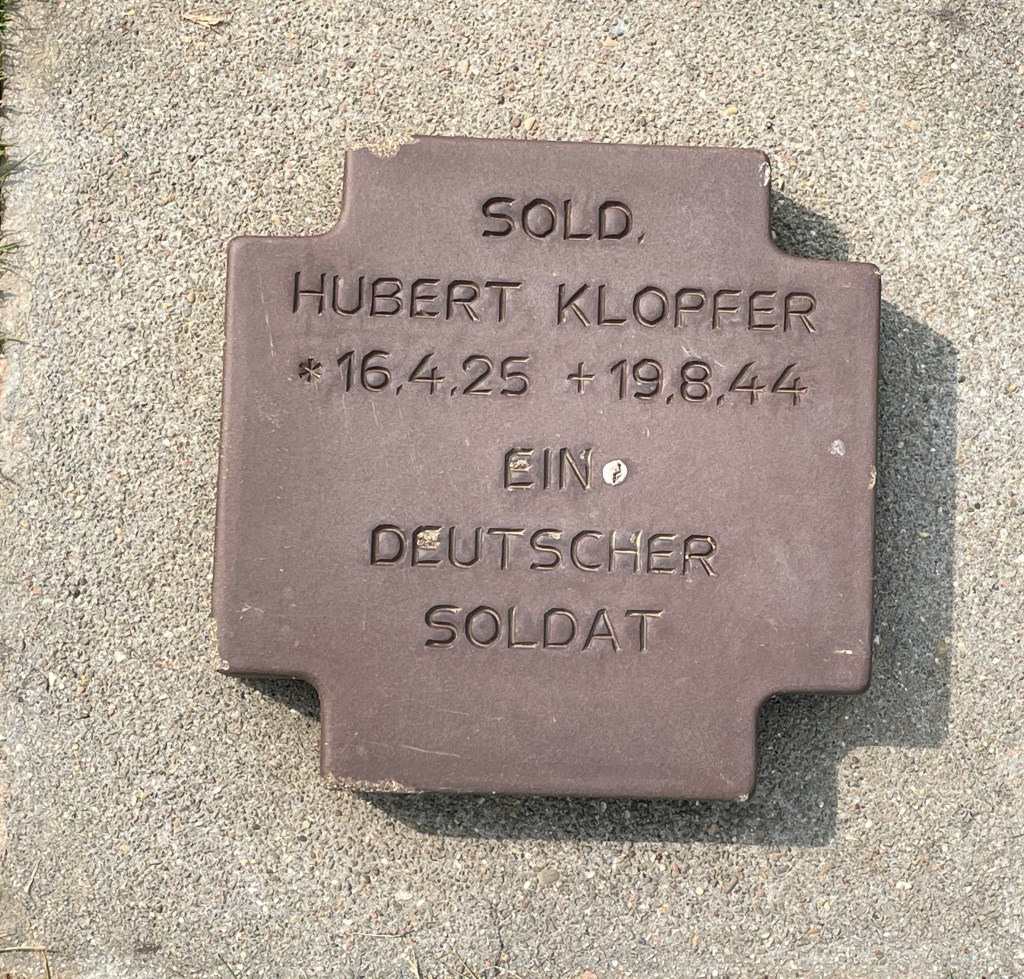 SOLD.
HUBERT KLOPFER
*16.4.25 +19.8.44
EIN
DEUTSCHER
SOLDAT